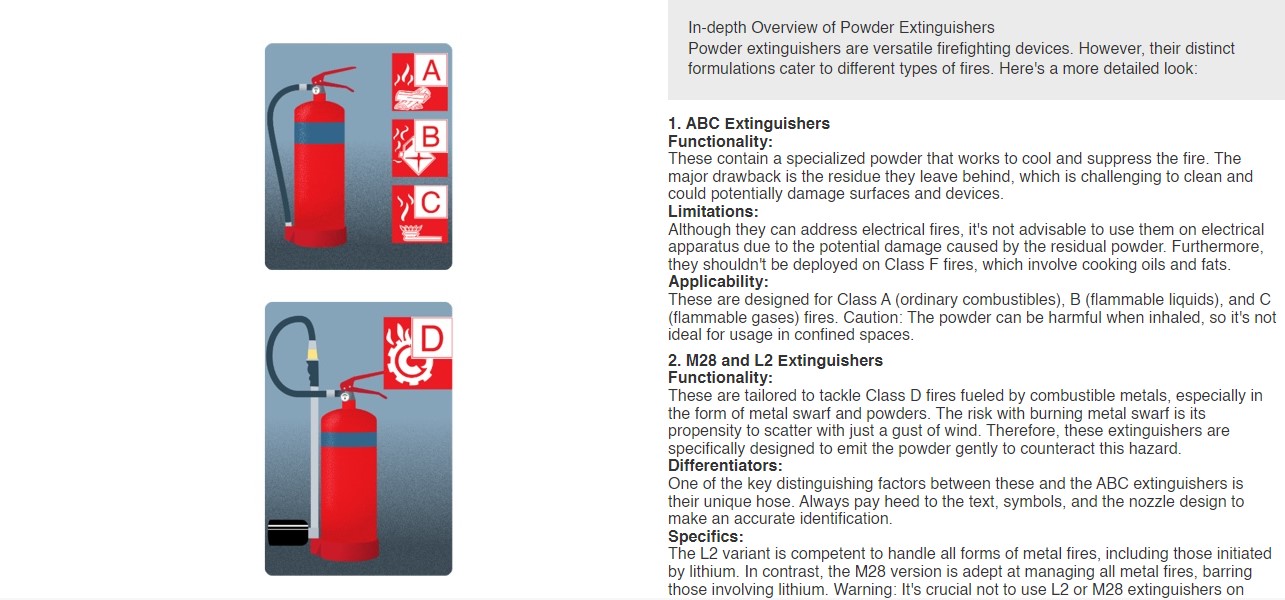 A
B
C
D
In-depth Overview of Powder Extinguishers
Powder extinguishers are versatile firefighting devices. However, their distinct
formulations cater to different types of fires. Here's a more detailed look:
1. ABC Extinguishers
Functionality:
These contain a specialized powder that works to cool and suppress the fire. The
major drawback is the residue they leave behind, which is challenging to clean and
could potentially damage surfaces and devices.
Limitations:
Although they can address electrical fires, it's not advisable to use them on electrical
apparatus due to the potential damage caused by the residual powder. Furthermore,
they shouldn't be deployed on Class F fires, which involve cooking oils and fats.
Applicability:
These are designed for Class A (ordinary combustibles), B (flammable liquids), and C
(flammable gases) fires. Caution: The powder can be harmful when inhaled, so it's not
ideal for usage in confined spaces.
2. M28 and L2 Extinguishers
Functionality:
These are tailored to tackle Class D fires fueled by combustible metals, especially in
the form of metal swarf and powders. The risk with burning metal swarf is its
propensity to scatter with just a gust of wind. Therefore, these extinguishers are
specifically designed to emit the powder gently to counteract this hazard.
Differentiators:
One of the key distinguishing factors between these and the ABC extinguishers is
their unique hose. Always pay heed to the text, symbols, and the nozzle design to
make an accurate identification.
Specifics:
The L2 variant is competent to handle all forms of metal fires, including those initiated
by lithium. In contrast, the M28 version is adept at managing all metal fires, barring
those involving lithium. Warning: It's crucial not to use L2 or M28 extinguishers on